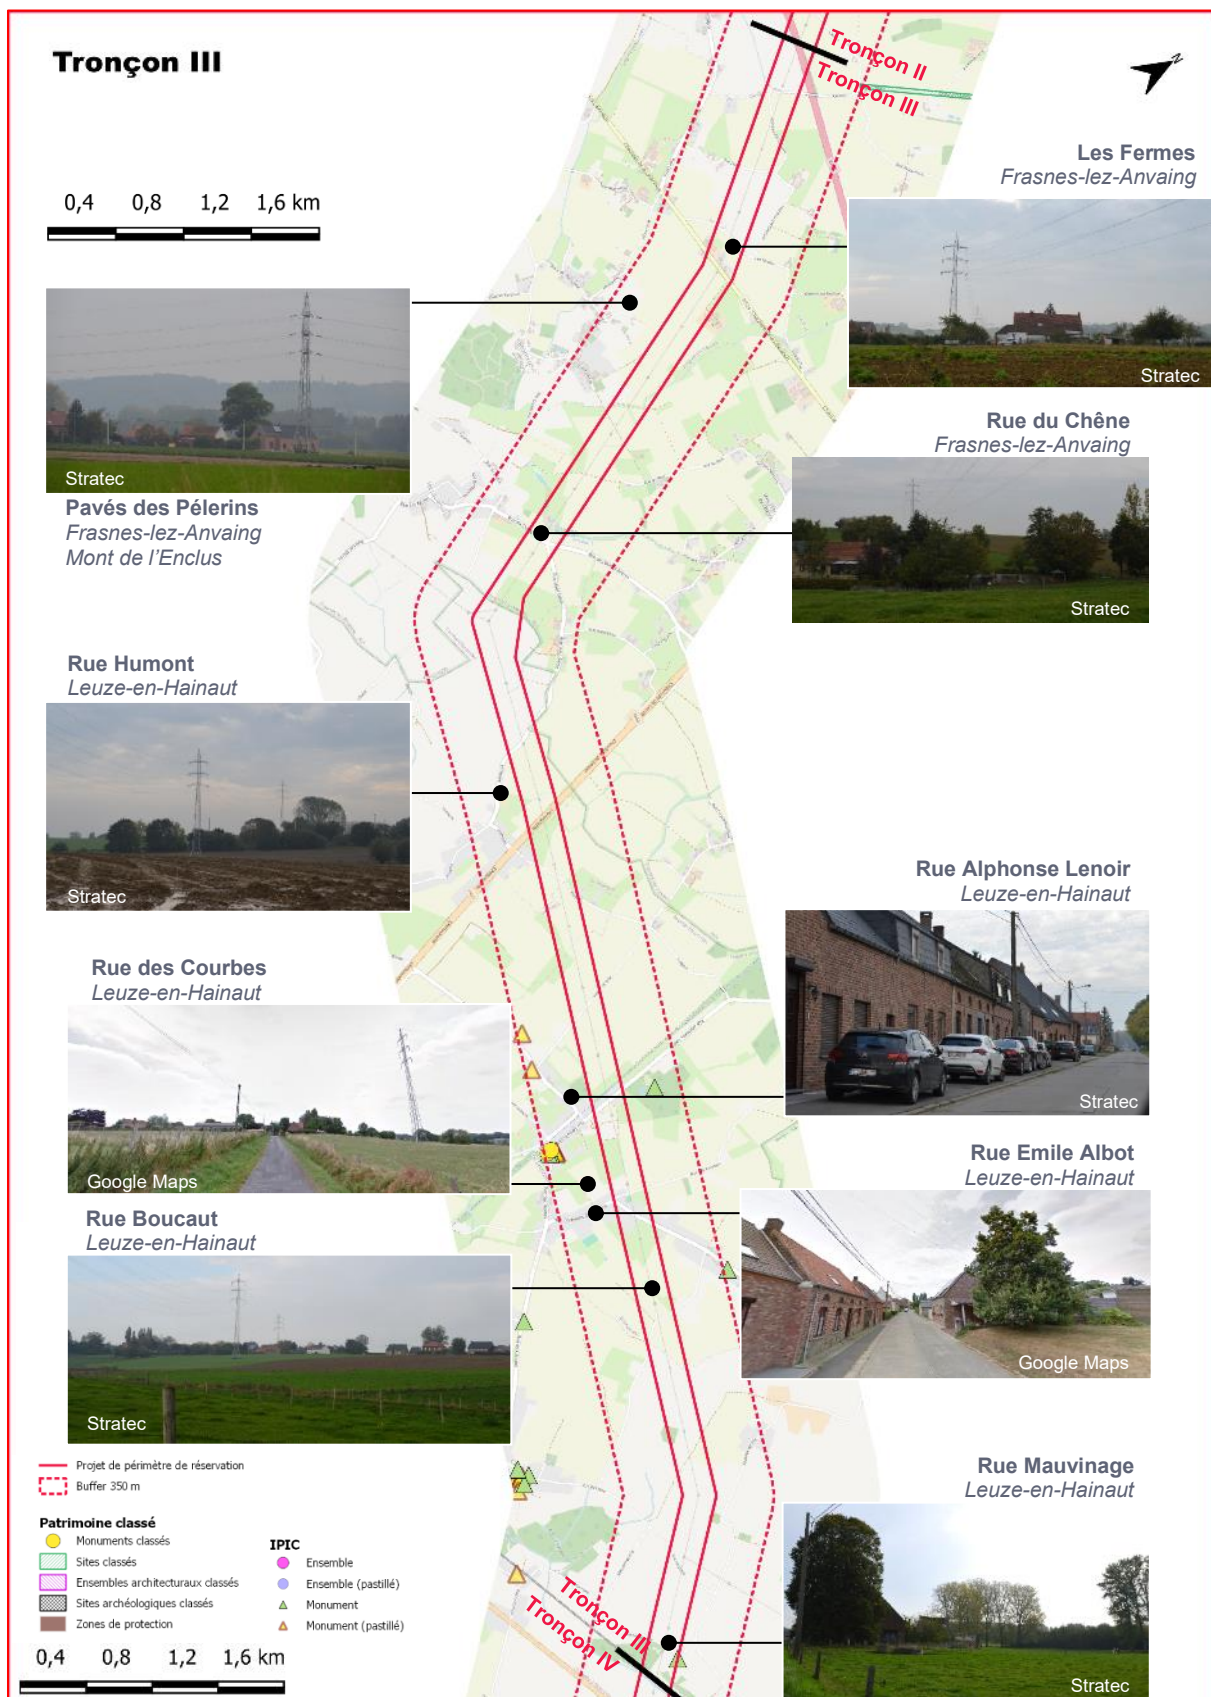 Tronçon III
Tronçon II
Tronçon III
N
0,4 0,8 1,2 1,6 km
Les Fermes
Frasnes-lez-Anvaing
Stratec
Stratec
Pavés des Pélerins
Frasnes-lez-Anvaing
Mont de l'Enclus
Rue du Chêne
Frasnes-lez-Anvaing
Stratec
Rue Humont
Leuze-en-Hainaut
Stratec
Rue Alphonse Lenoir
Leuze-en-Hainaut
Stratec
Rue des Courbes
Leuze-en-Hainaut
Google Maps
Rue Emile Albot
Leuze-en-Hainaut
Google Maps
Rue Boucaut
Leuze-en-Hainaut
Stratec
Rue Mauvinage
Leuze-en-Hainaut
Stratec
Projet de périmètre de réservation
Buffer 350 m
Patrimoine classé
Monuments classés
Sites classés
Ensembles architecturaux classés
Sites archéologiques classés
Zones de protection
IPIC
Ensemble
Ensemble (pastillé)
Monument
Monument (pastillé)
Tronçon III
Tronçon IV
0,4 0,8 1,2 1,6 km